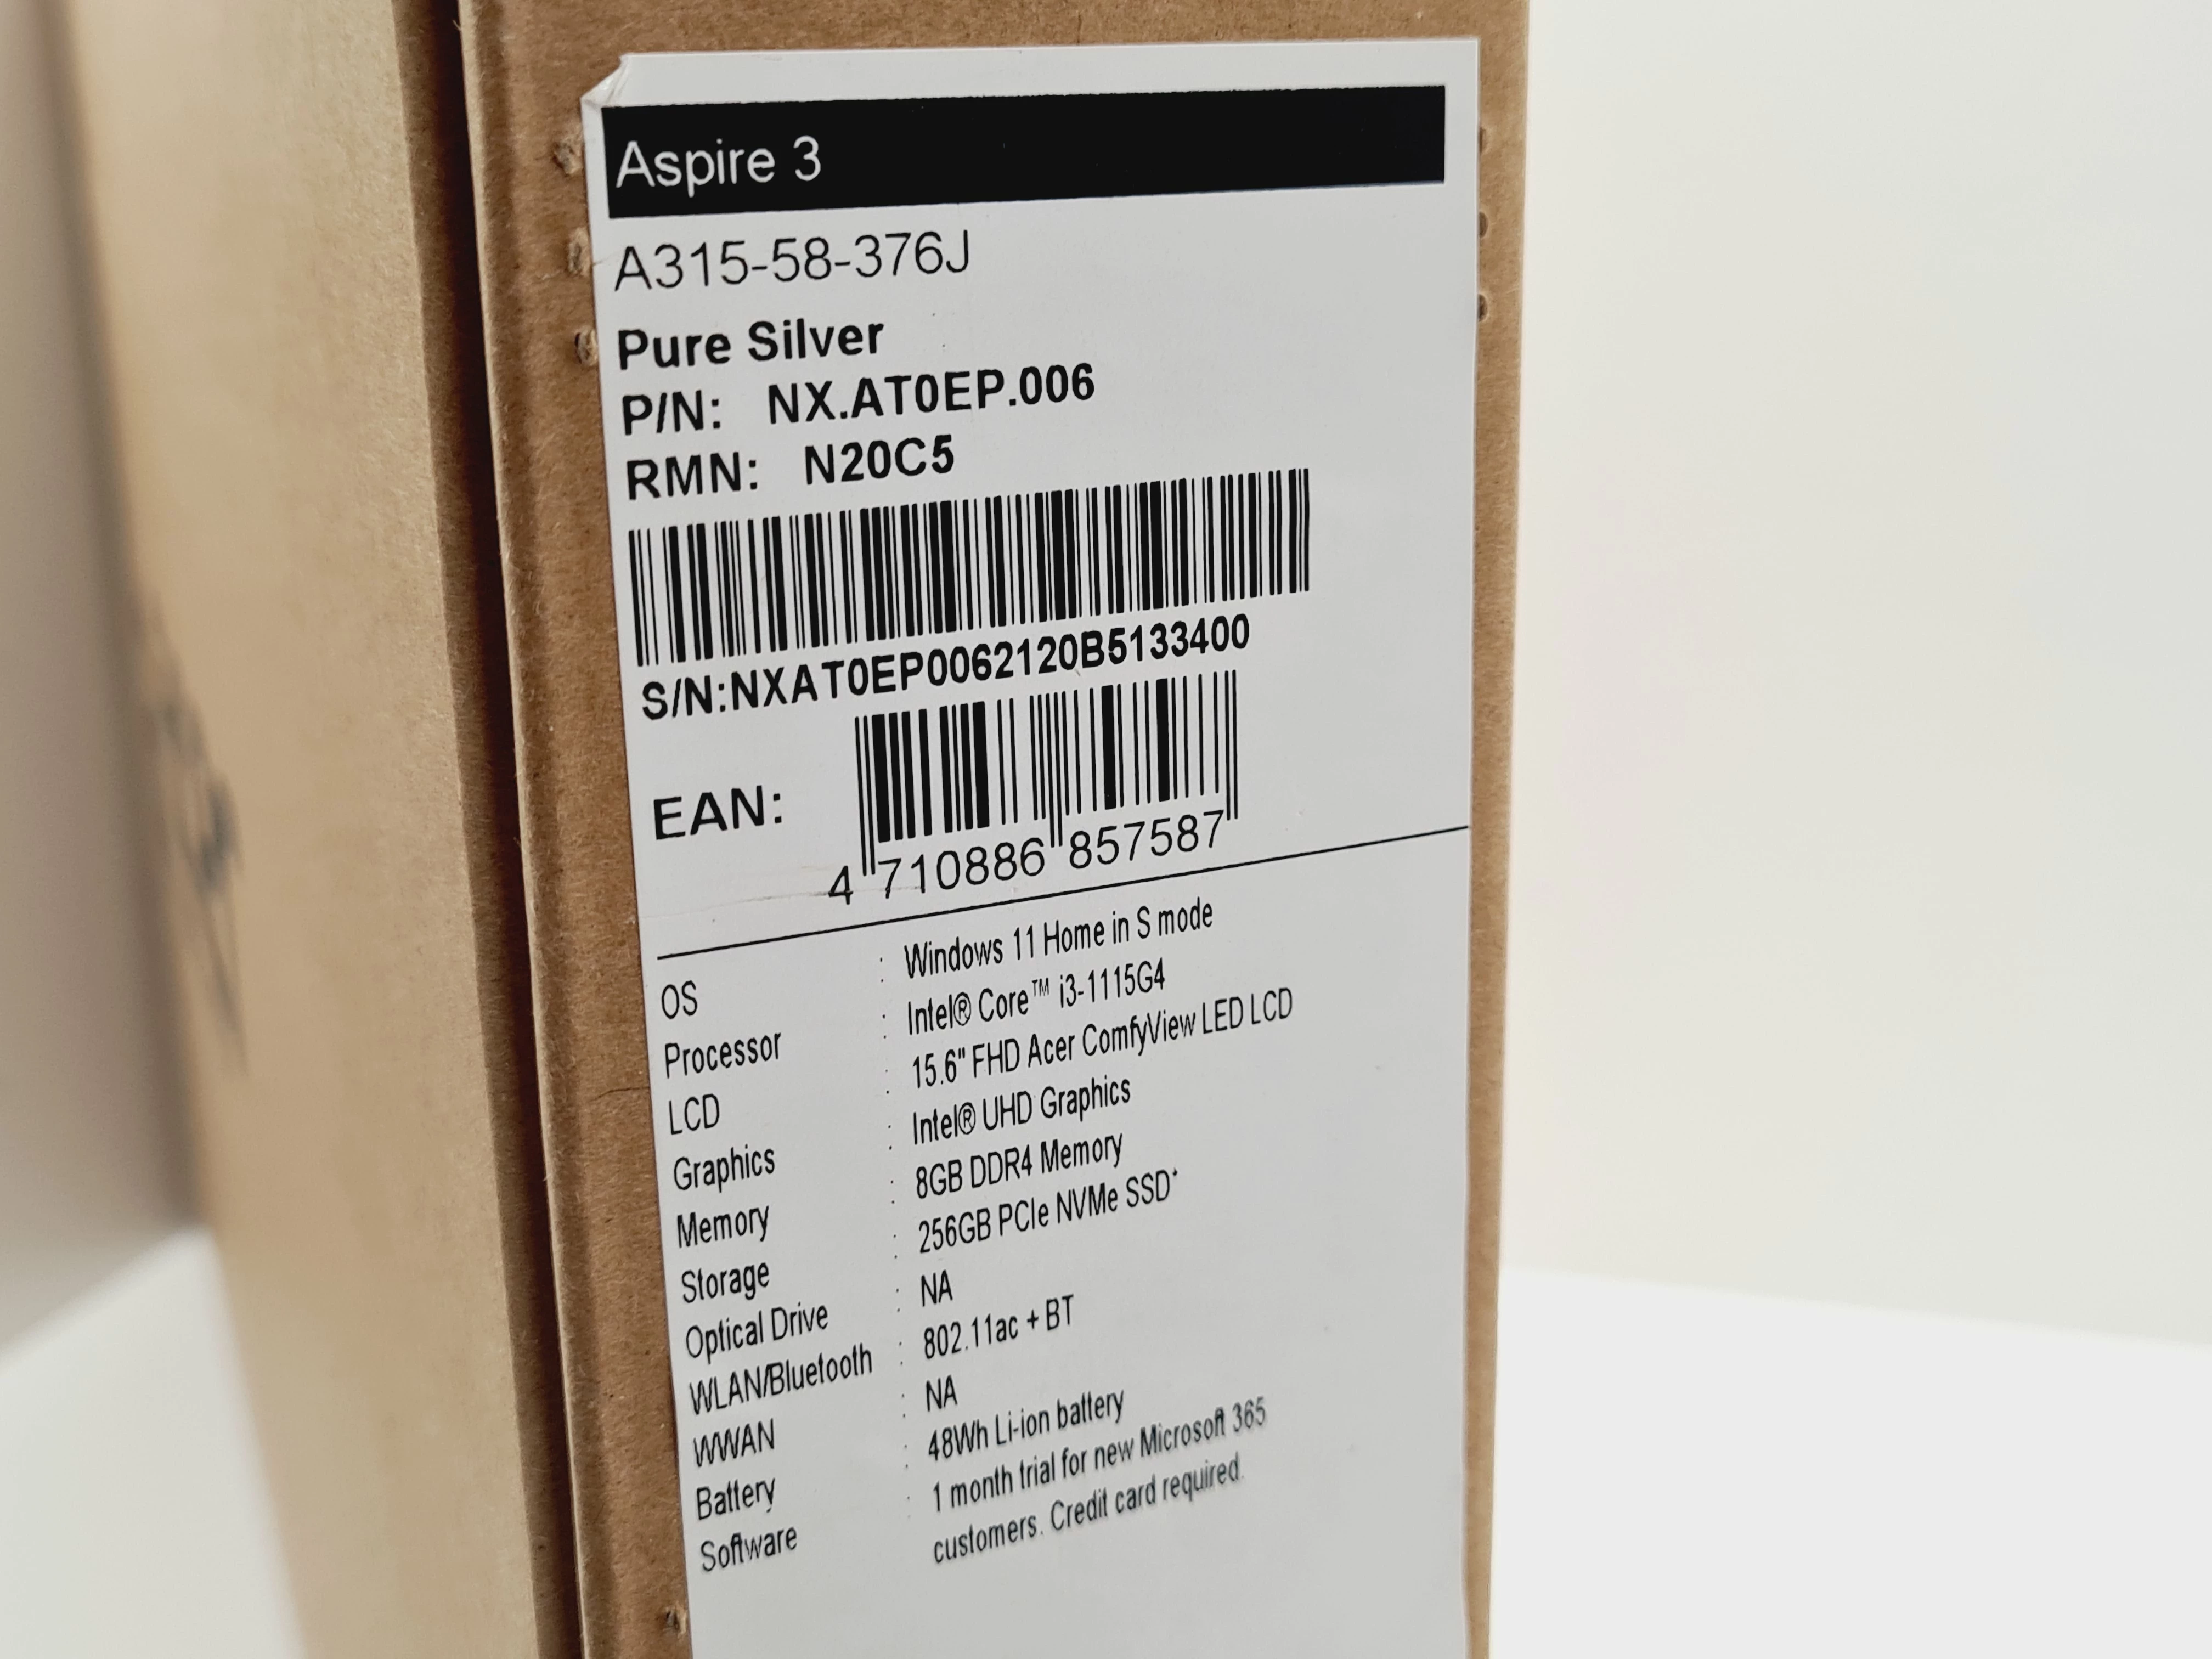 Aspire 3
A315-58-376J
Pure Silver
P/N: NX.AT0EP.006
RMN: N20C5
S/N:NXAT0EP0062120B5133400
EAN:
4 710886 857587
OS : Windows 11 Home in S mode
Processor : Intel® Core™ i3-1115G4
LCD : 15.6" FHD Acer ComfyView LED LCD
Graphics : Intel® UHD Graphics
Memory : 8GB DDR4 Memory
Storage : 256GB PCIe NVMe SSD*
Optical Drive : NA
WLAN/Bluetooth : 802.11ac + BT
WWAN : NA
Battery : 48Wh Li-ion battery
Software : 1 month trial for new Microsoft 365
customers. Credit card required.